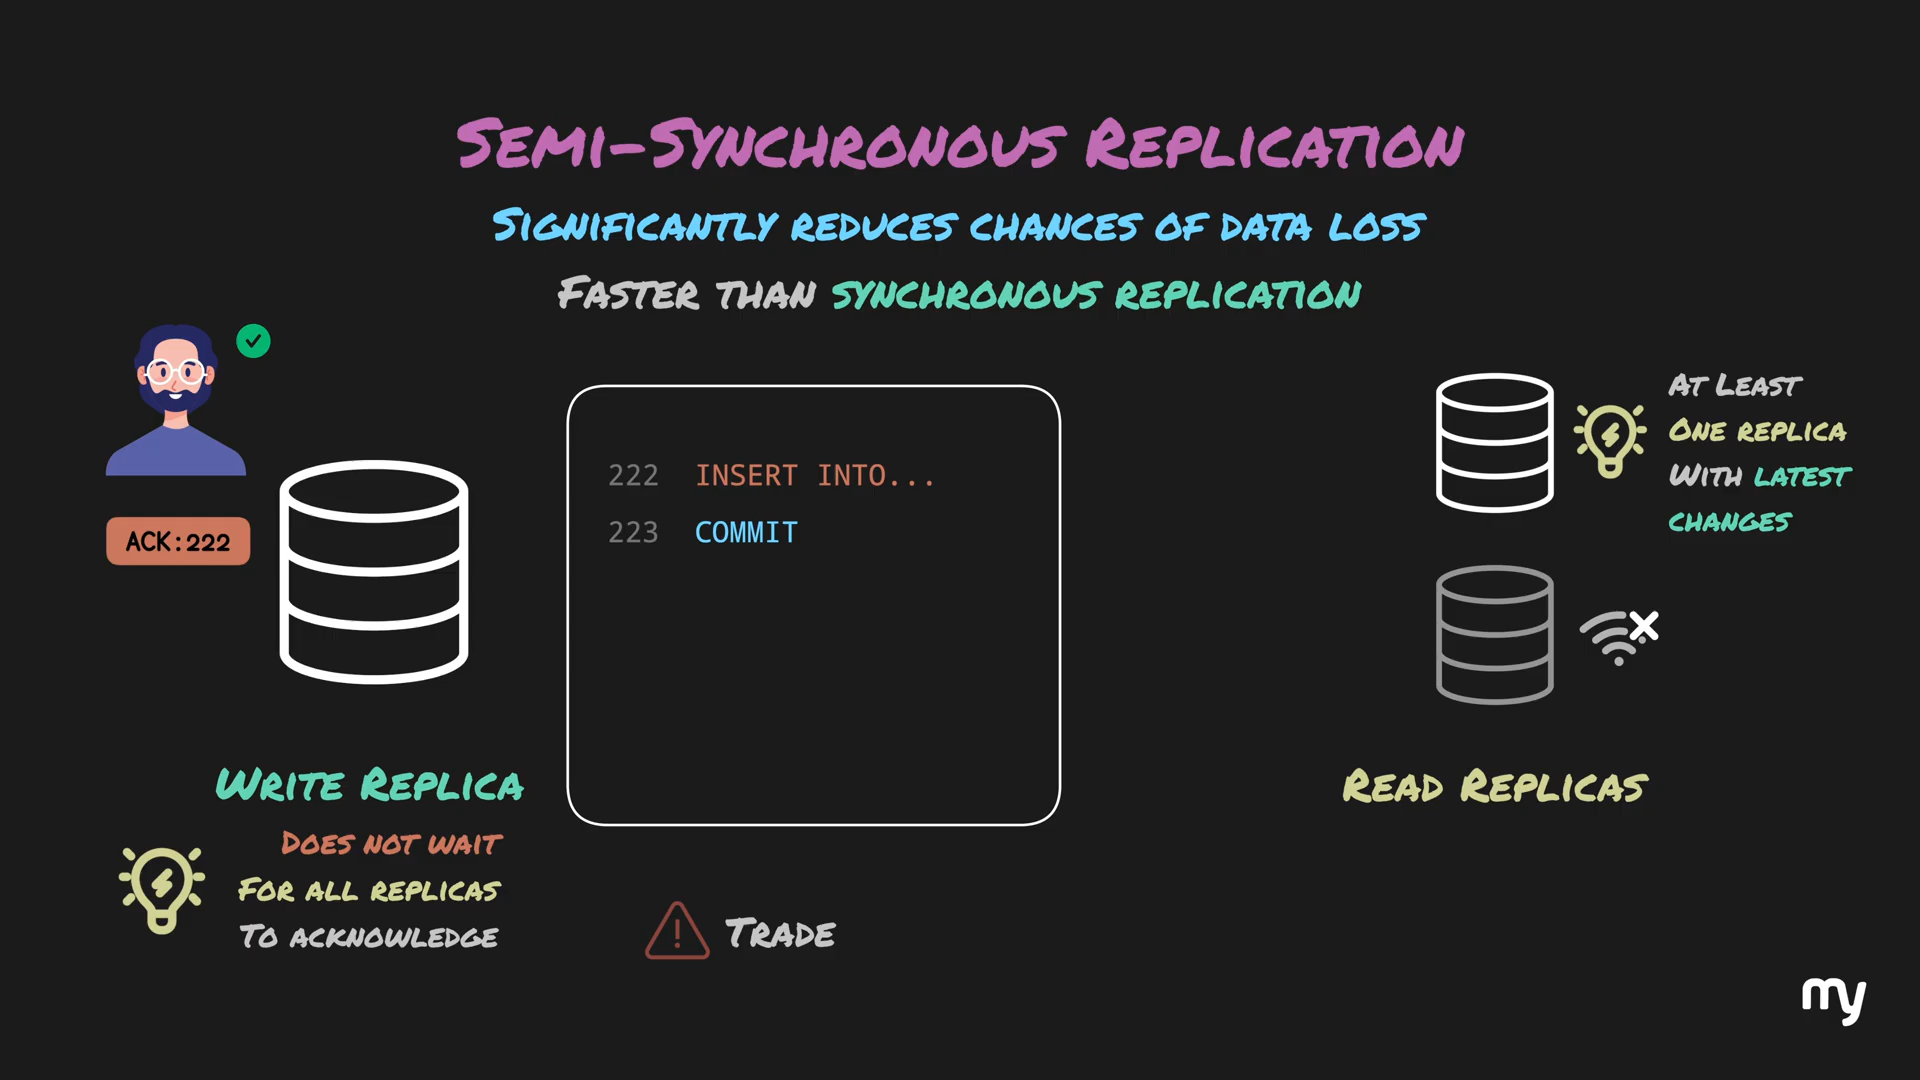 Semi-Synchronous Replication
Significantly reduces chances of data loss
Faster than synchronous replication
ACK:222
222 INSERT INTO...
223 COMMIT
At Least
One replica
With latest
changes
Write Replica
Does not wait
For all replicas
To acknowledge
Read Replicas
Trade
my